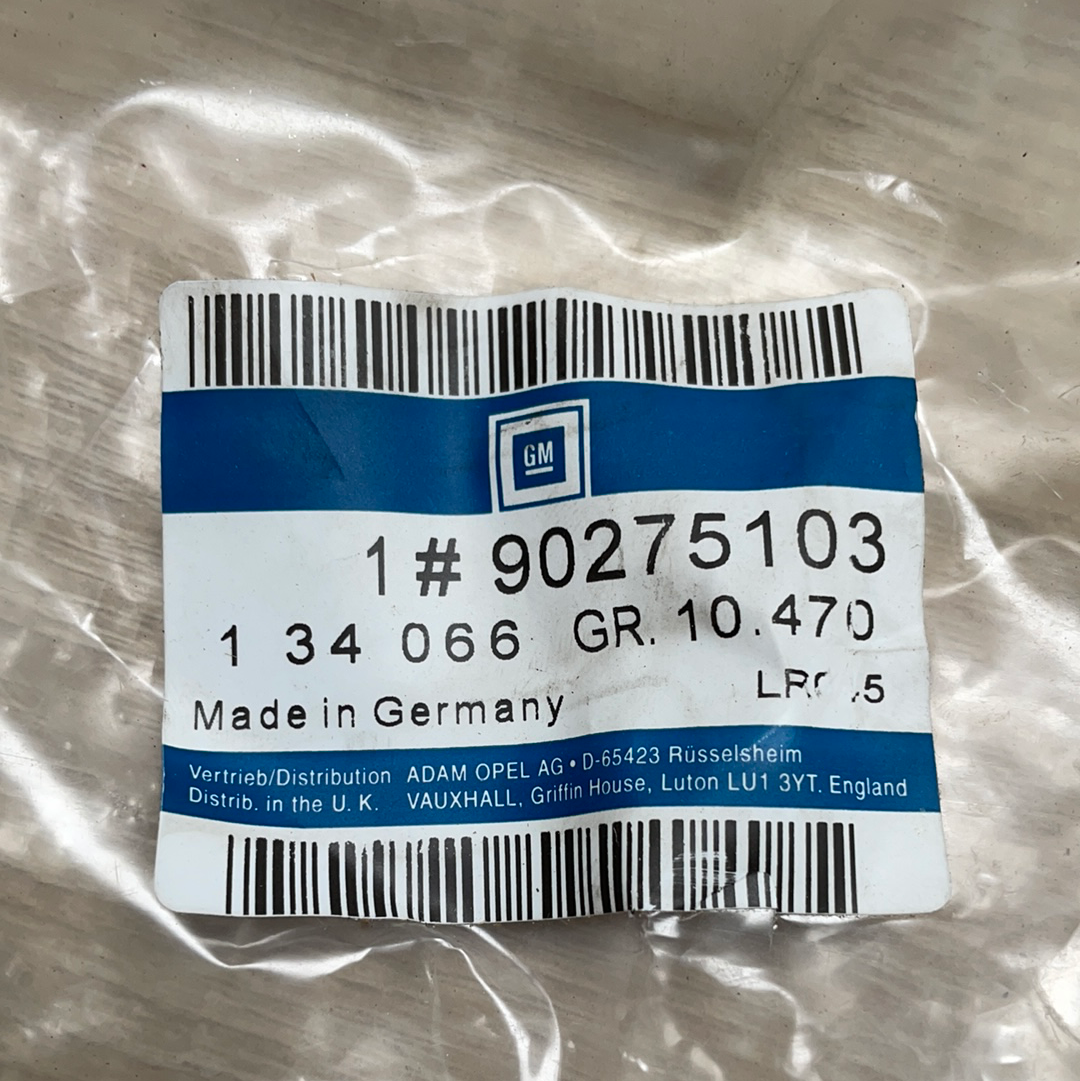 GM
1 # 90275103
1 34 066 GR. 10.470
Made in Germany
Vertrieb/Distribution ADAM OPEL AG • D-65423 Rüsselsheim
Distrib. in the U. K. VAUXHALL, Griffin House, Luton LU1 3YT. England